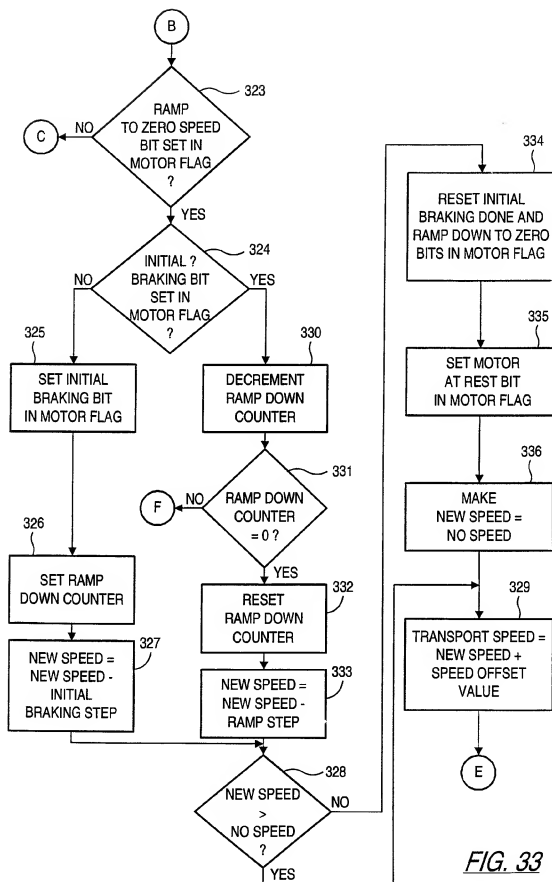 B
323
RAMP
TO ZERO SPEED
BIT SET IN
MOTOR FLAG
?
NO
C
YES
324
INITIAL ?
BRAKING BIT
SET IN
MOTOR FLAG
?
NO
YES
325
SET INITIAL
BRAKING BIT
IN MOTOR FLAG
330
DECREMENT
RAMP DOWN
COUNTER
331
RAMP DOWN
COUNTER
= 0 ?
NO
F
YES
326
SET RAMP
DOWN COUNTER
332
RESET
RAMP DOWN
COUNTER
327
NEW SPEED =
NEW SPEED -
INITIAL
BRAKING STEP
333
NEW SPEED =
NEW SPEED -
RAMP STEP
328
NEW SPEED
>
NO SPEED
?
NO
YES
334
RESET INITIAL
BRAKING DONE AND
RAMP DOWN TO ZERO
BITS IN MOTOR FLAG
335
SET MOTOR
AT REST BIT
IN MOTOR FLAG
336
MAKE
NEW SPEED =
NO SPEED
329
TRANSPORT SPEED =
NEW SPEED +
SPEED OFFSET
VALUE
E
FIG. 33